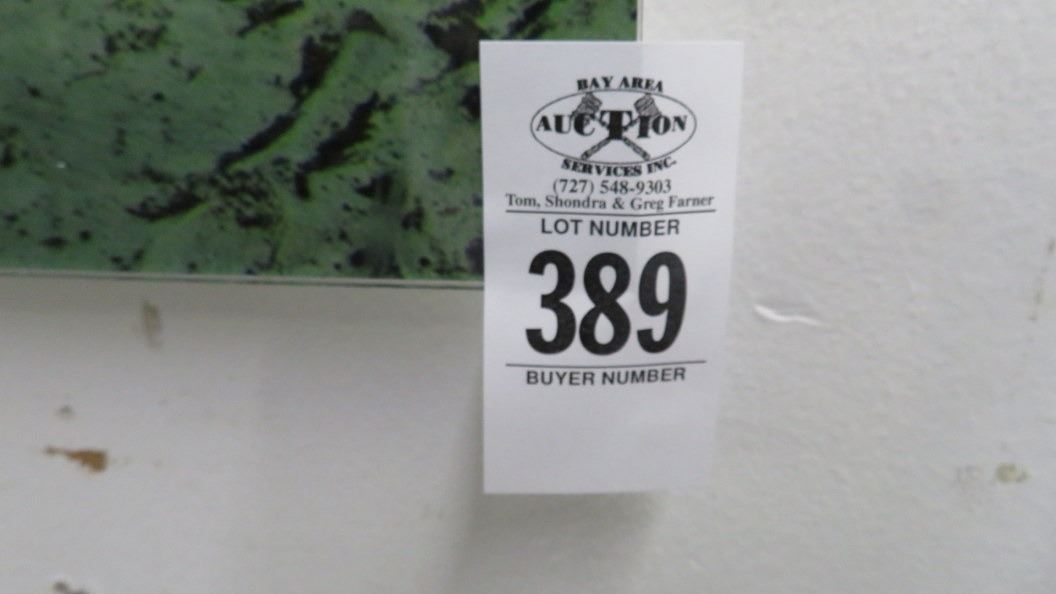 BAY AREA
AUCTION
SERVICES INC.
(727) 548-9303
Tom, Shondra & Greg Farner
LOT NUMBER
389
BUYER NUMBER